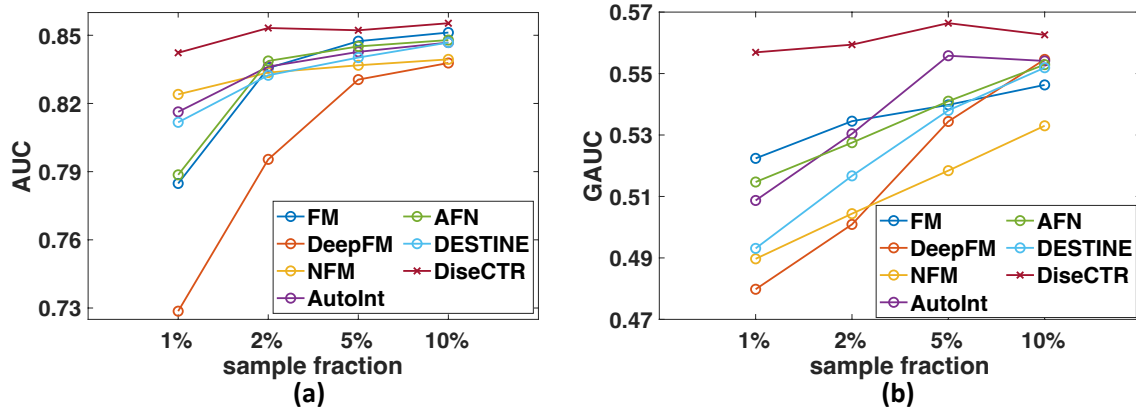 AUC
0.85
0.82
0.79
0.76
0.73
FM
DeepFM
NFM
AutoInt
AFN
DESTINE
DiseCTR
1% 2% 5% 10%
sample fraction
(a)
GAUC
0.57
0.55
0.53
0.51
0.49
0.47
FM
DeepFM
NFM
AutoInt
AFN
DESTINE
DiseCTR
1% 2% 5% 10%
sample fraction
(b)